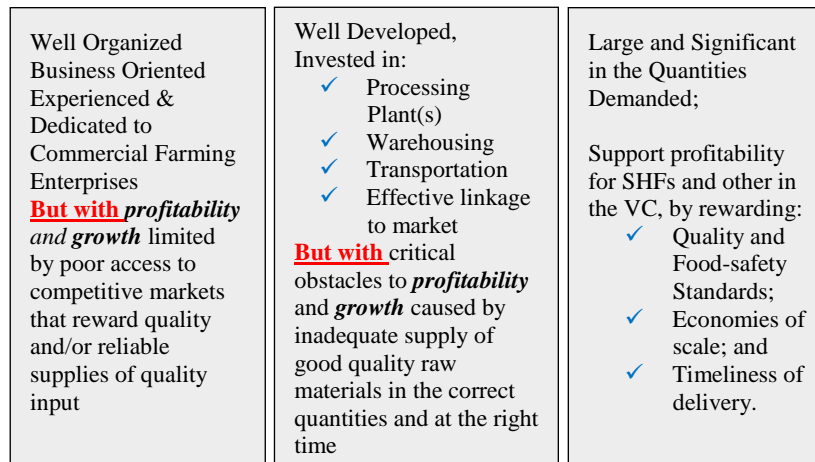 Well Organized
Business Oriented
Experienced &
Dedicated to
Commercial Farming
Enterprises
But with profitability
and growth limited
by poor access to
competitive markets
that reward quality
and/or reliable
supplies of quality
input
Well Developed,
Invested in:
✓ Processing
Plant(s)
✓ Warehousing
✓ Transportation
✓ Effective linkage
to market
But with critical
obstacles to profitability
and growth caused by
inadequate supply of
good quality raw
materials in the correct
quantities and at the right
time
Large and Significant
in the Quantities
Demanded;
Support profitability
for SHFs and other in
the VC, by rewarding:
✓ Quality and
Food-safety
Standards;
✓ Economies of
scale; and
✓ Timeliness of
delivery.